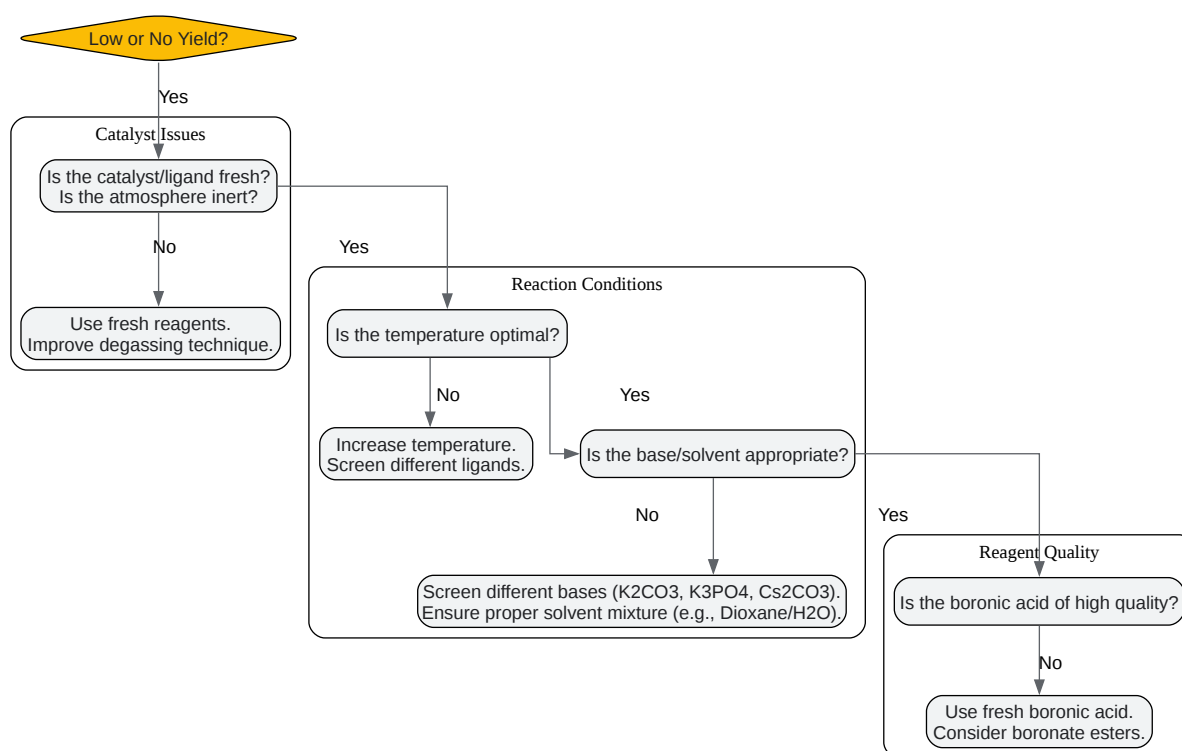 Low or No Yield?
Yes
Catalyst Issues
Is the catalyst/ligand fresh?
Is the atmosphere inert?
No
Yes
Use fresh reagents.
Improve degassing technique.
Reaction Conditions
Is the temperature optimal?
No
Yes
Increase temperature.
Screen different ligands.
Is the base/solvent appropriate?
No
Yes
Screen different bases (K2CO3, K3PO4, Cs2CO3).
Ensure proper solvent mixture (e.g., Dioxane/H2O).
Reagent Quality
Is the boronic acid of high quality?
No
Use fresh boronic acid.
Consider boronate esters.